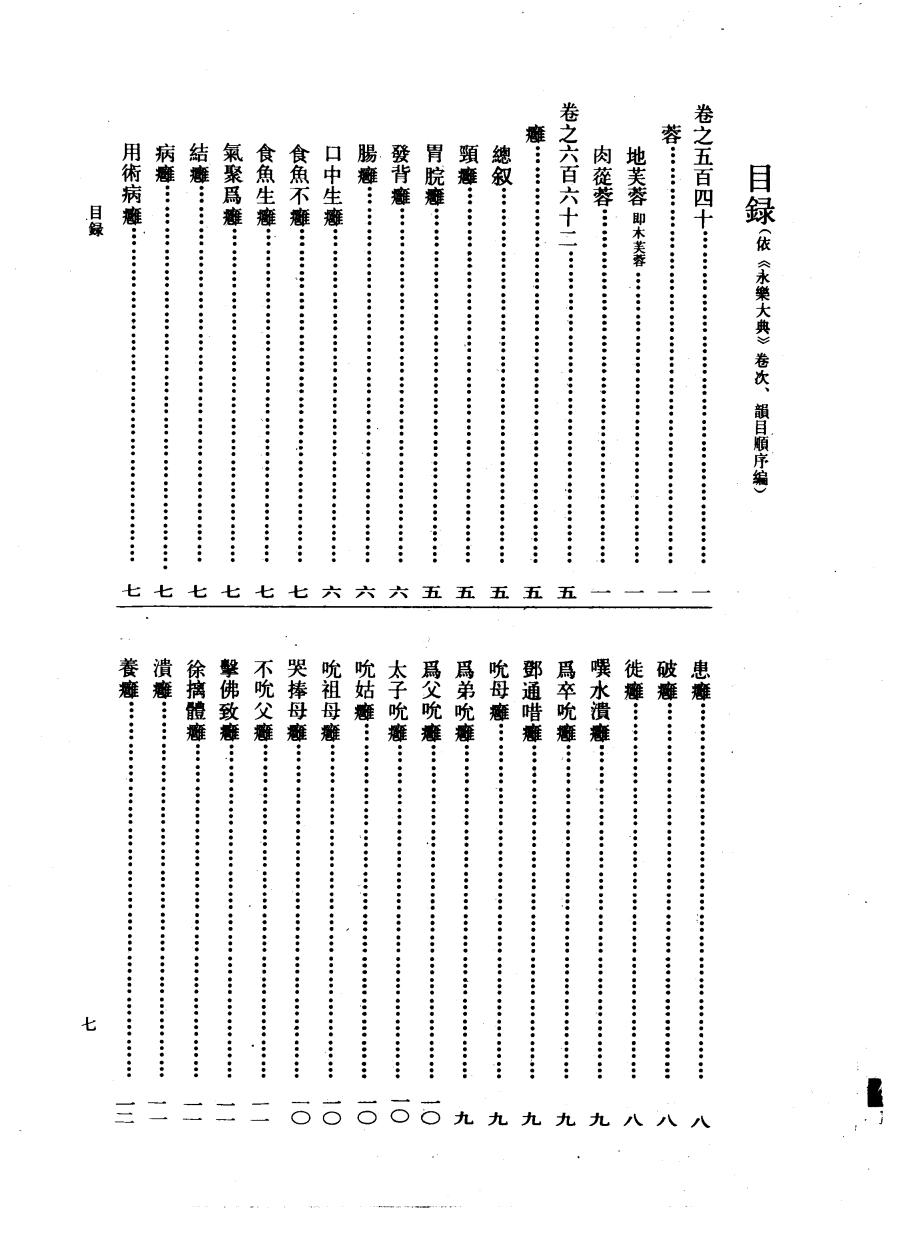 目録（依《永樂大典》卷次、韻目順序編）
卷之五百四十……一
蓉……一
地芙蓉 即木芙蓉……一
肉蓯蓉……一
卷之六百六十二……五
癰……五
總叙……五
頸癰……五
胃脘癰……五
發背癰……六
腸癰……六
口中生癰……六
食魚不癰……七
食魚生癰……七
氣聚爲癰……七
結癰……七
病癰……七
用術病癰……七
患癰……八
破癰……八
徙癰……八
噀水潰癰……九
爲卒吮癰……九
鄧通唶癰……九
吮母癰……九
爲弟吮癰……九
爲父吮癰……一〇
太子吮癰……一〇
吮姑癰……一〇
吮祖母癰……一〇
哭捧母癰……一〇
不吮父癰……一一
擊佛致癰……一一
徐摛體癰……一一
潰癰……一一
養癰……一二
目録
七